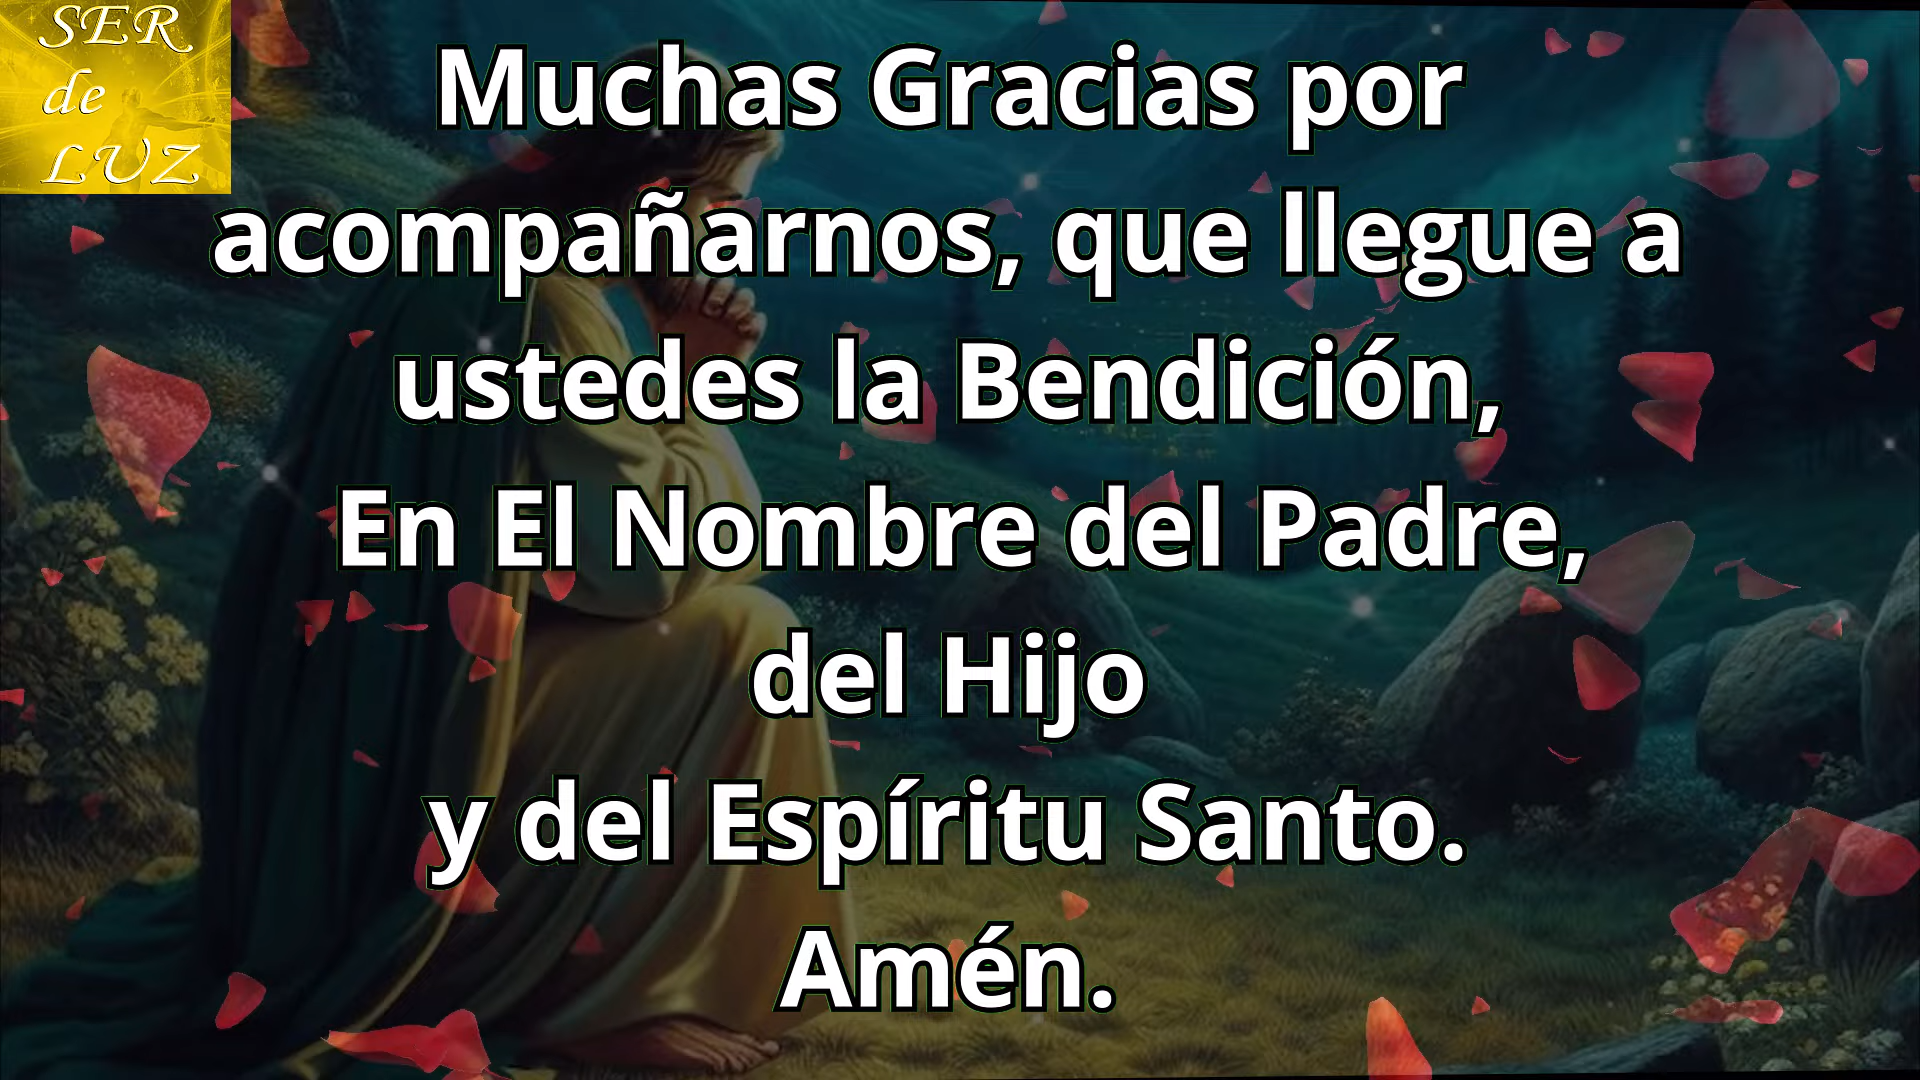 SER
de
LUZ
Muchas Gracias por
acompañarnos, que llegue a
ustedes la Bendición,
En El Nombre del Padre,
del Hijo
y del Espíritu Santo.
Amén.